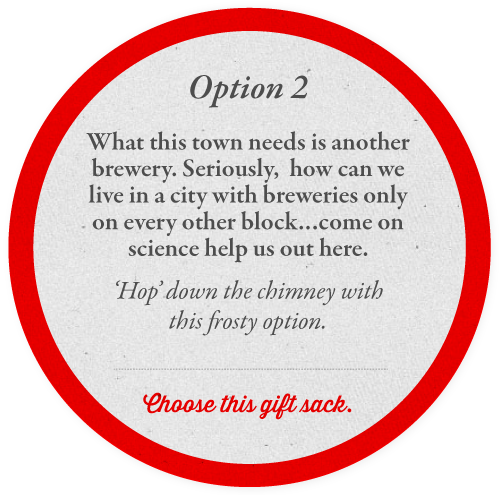 Option 2
What this town needs is another
brewery. Seriously,  how can we
live in a city with breweries only
on every other block...come on
science help us out here.
‘Hop’ down the chimney with
this frosty option.
Choose this gift sack.